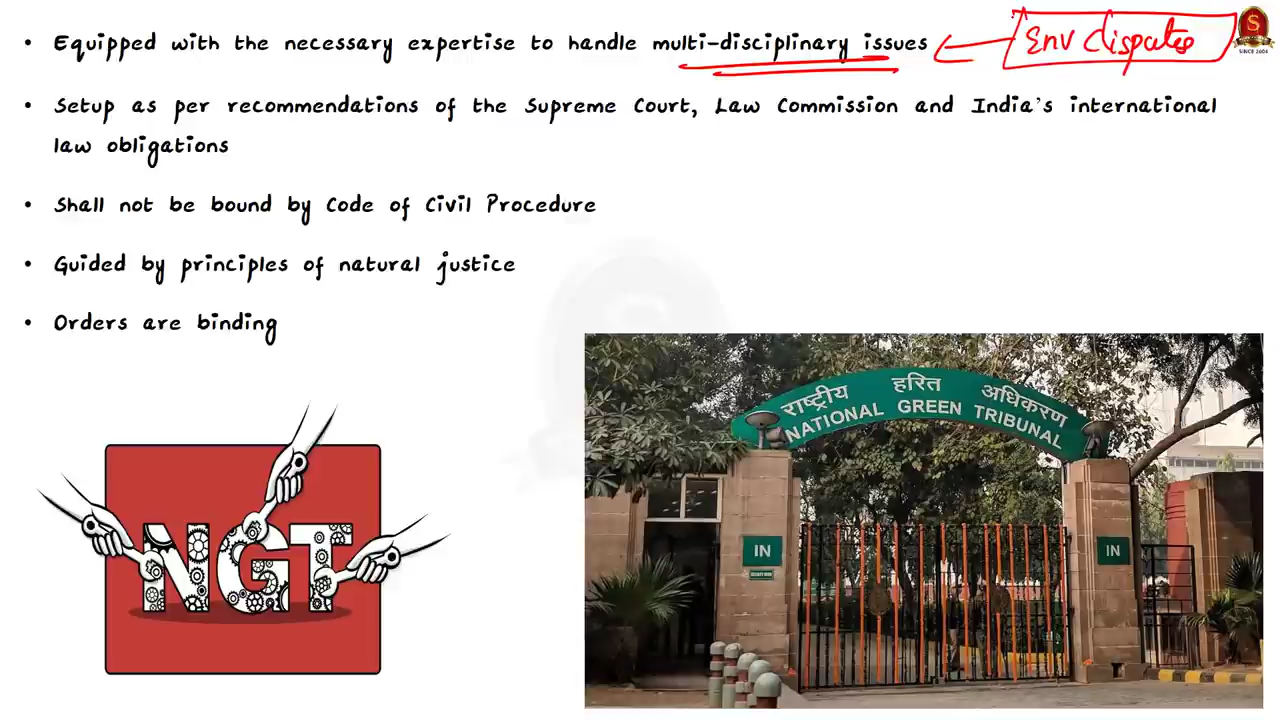 • Equipped with the necessary expertise to handle multi-disciplinary issues
Env disputes
S
SINCE 2004
• Setup as per recommendations of the Supreme Court, Law Commission and India's international
law obligations
• Shall not be bound by Code of Civil Procedure
• Guided by principles of natural justice
• Orders are binding
NGT
राष्ट्रीय हरित अधिकरण
NATIONAL GREEN TRIBUNAL
IN
IN